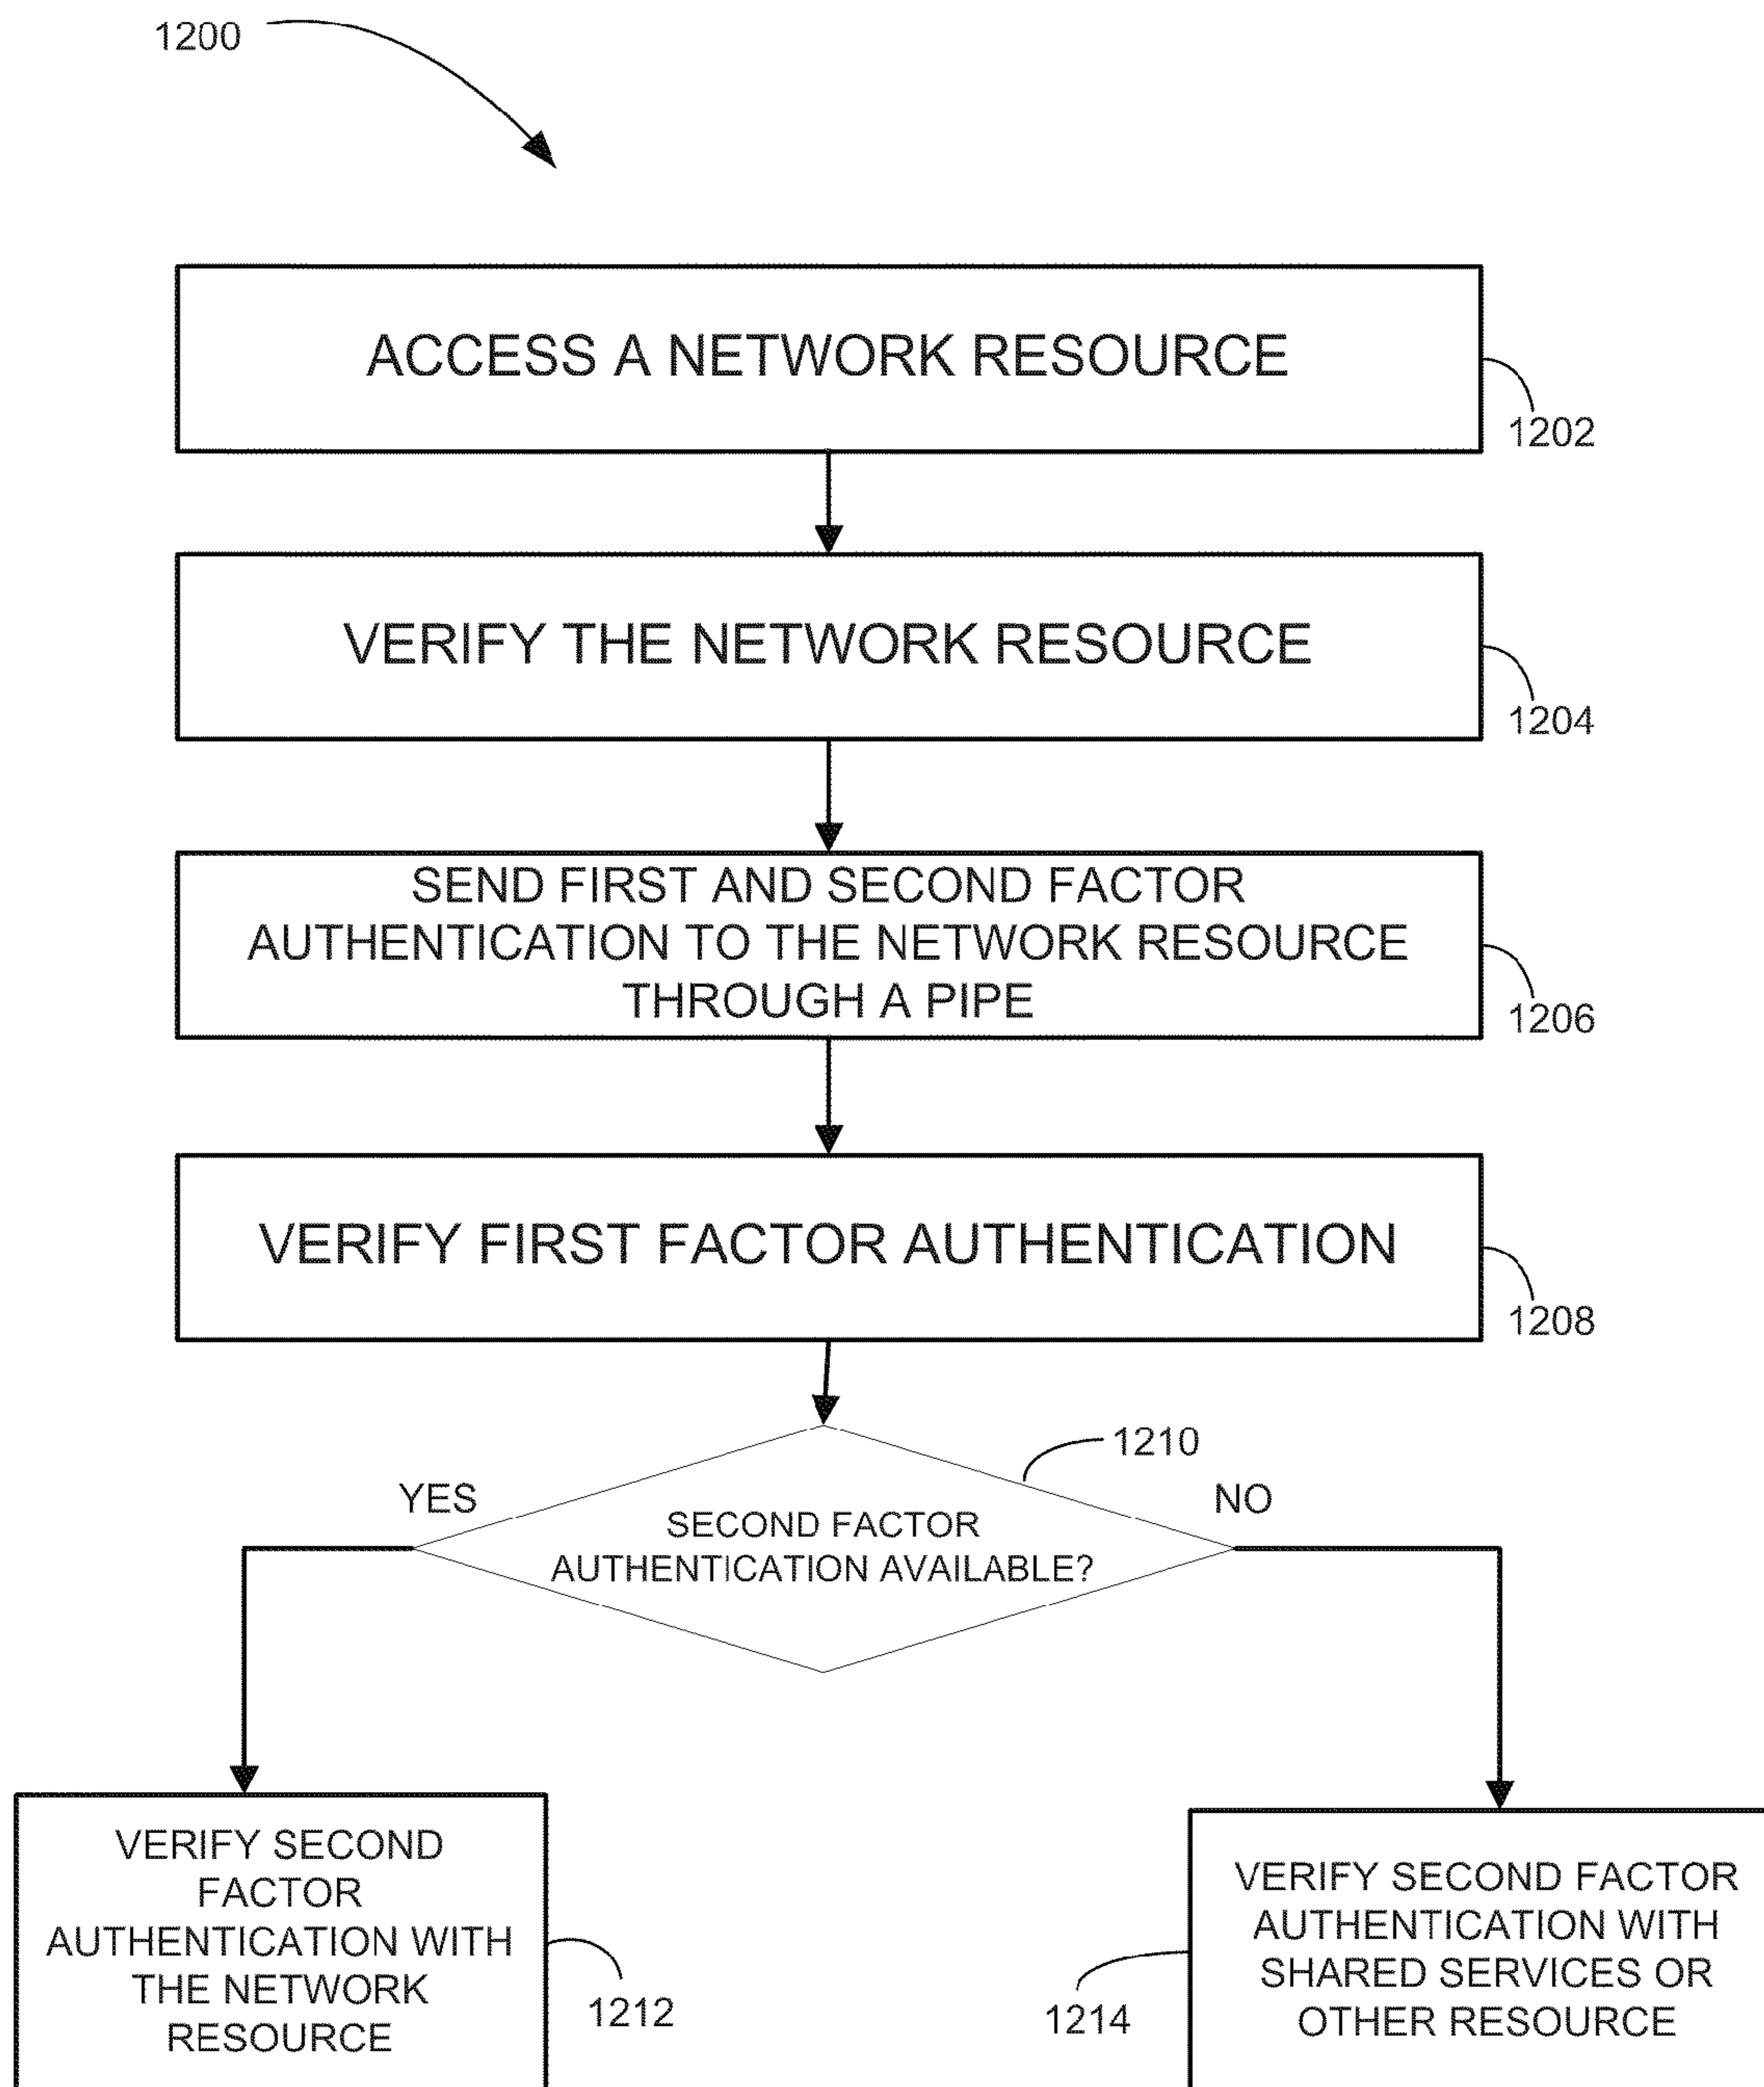 1200
ACCESS A NETWORK RESOURCE
1202
VERIFY THE NETWORK RESOURCE
1204
SEND FIRST AND SECOND FACTOR
AUTHENTICATION TO THE NETWORK RESOURCE
THROUGH A PIPE
1206
VERIFY FIRST FACTOR AUTHENTICATION
1208
1210
YES
NO
SECOND FACTOR
AUTHENTICATION AVAILABLE?
VERIFY SECOND
FACTOR
AUTHENTICATION WITH
THE NETWORK
RESOURCE
1212
VERIFY SECOND FACTOR
AUTHENTICATION WITH
SHARED SERVICES OR
OTHER RESOURCE
1214